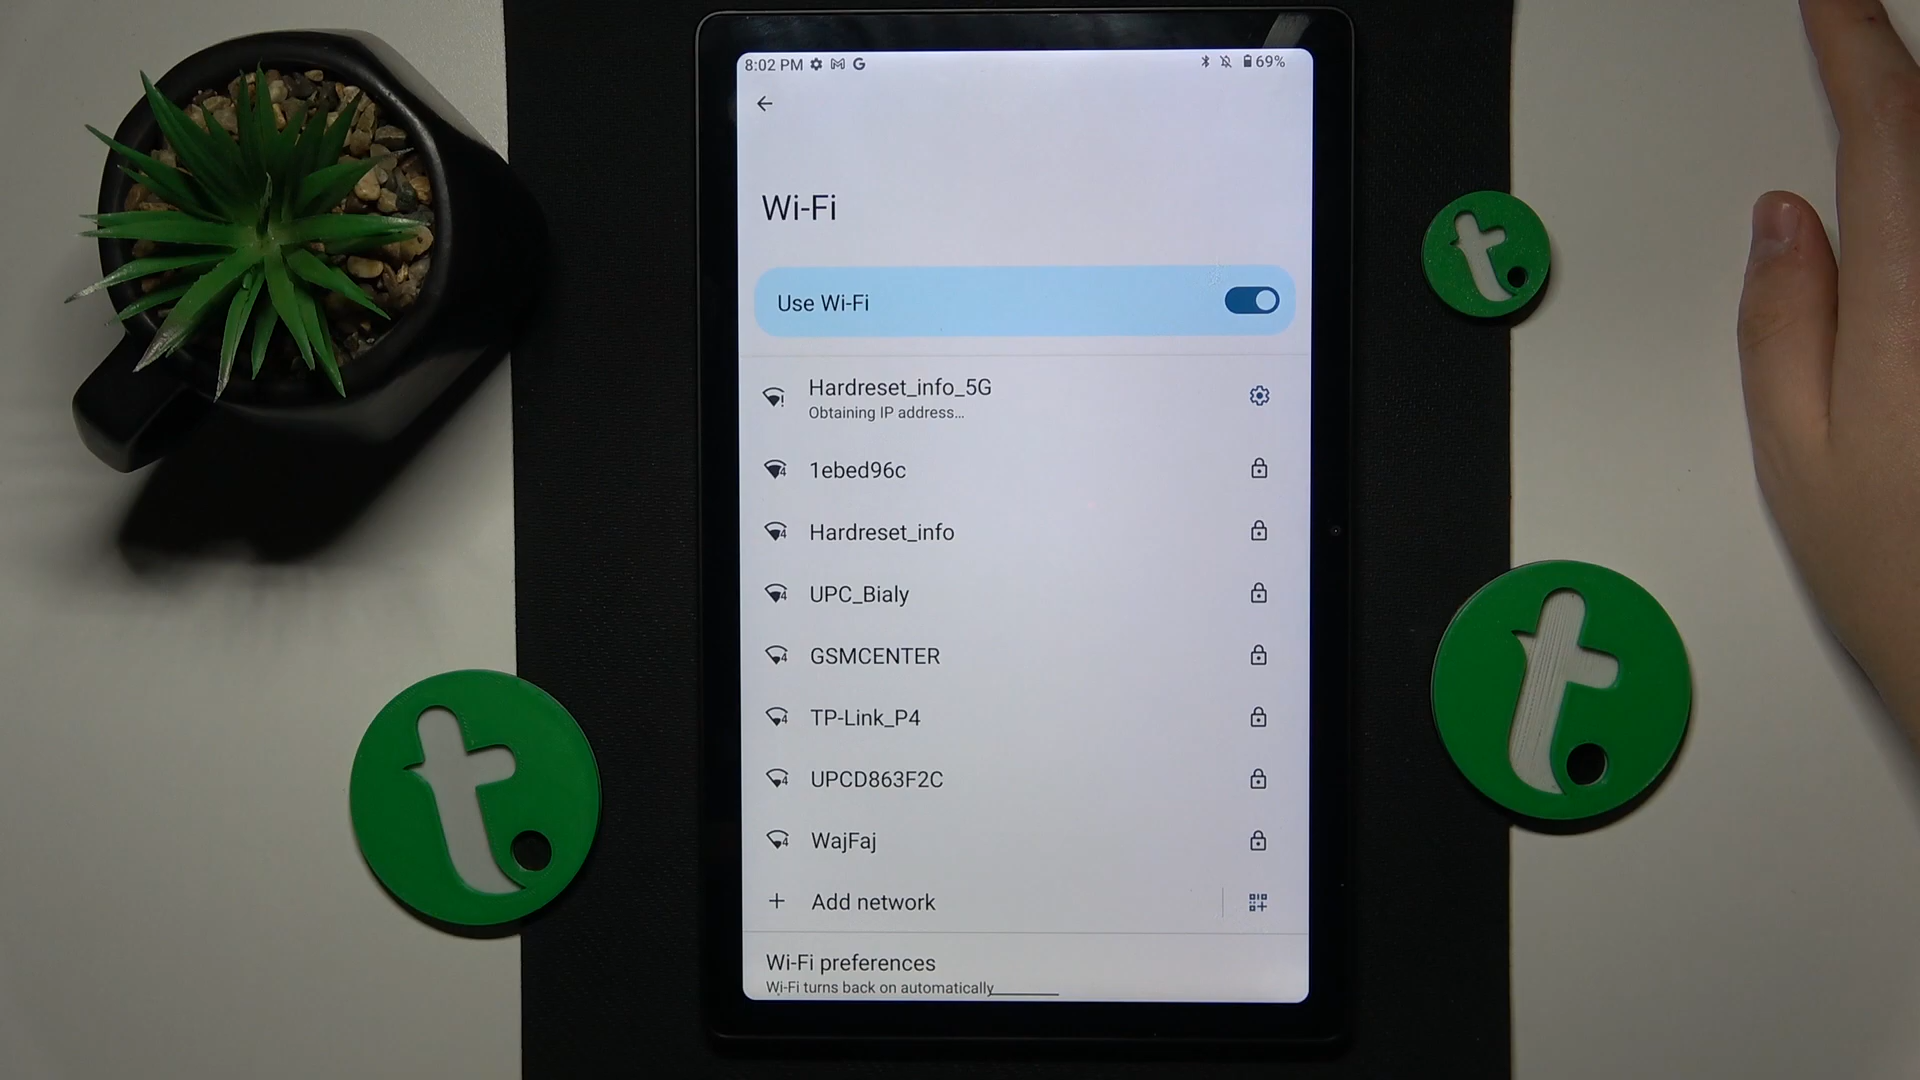 8:02 PM G 69%
Wi-Fi
Use Wi-Fi
Hardreset_info_5G
Obtaining IP address...
1ebed96c
Hardreset_info
UPC_Bialy
GSMCENTER
TP-Link_P4
UPCD863F2C
WajFaj
+ Add network
Wi-Fi preferences
Wi-Fi turns back on automatically
t.
t.
t.